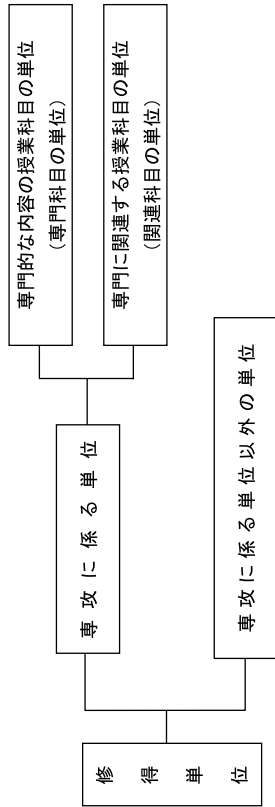 修得単位
専攻に係る単位
専門的な内容の授業科目の単位
（専門科目の単位）
専門に関連する授業科目の単位
（関連科目の単位）
専攻に係る単位以外の単位